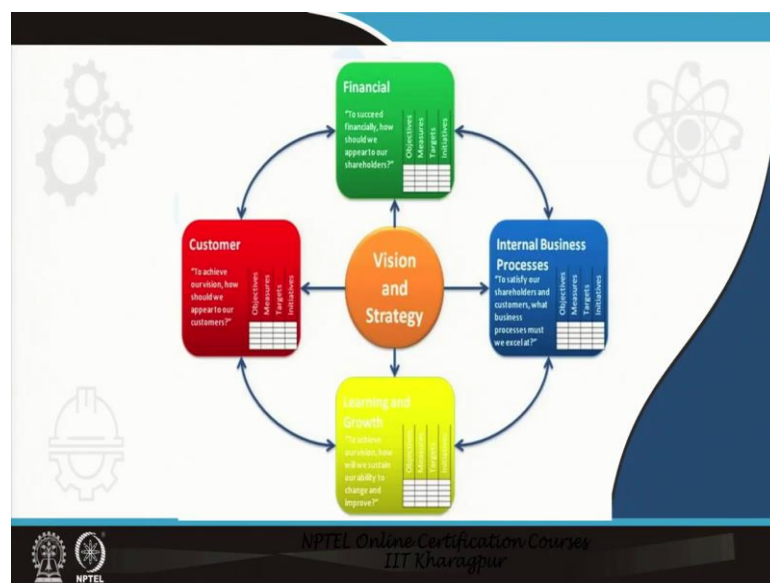 Financial
"To succeed
financially, how
should we
appear to our
shareholders?"
Objectives
Measures
Targets
Initiatives
Customer
"To achieve
our vision, how
should we
appear to our
customers?"
Objectives
Measures
Targets
Initiatives
Vision
and
Strategy
Internal Business
Processes
"To satisfy our
shareholders and
customers, what
business
processes must
we excel at?"
Objectives
Measures
Targets
Initiatives
Learning and
Growth
"To achieve
our vision, how
will we sustain
our ability to
change and
improve?"
Objectives
Measures
Targets
Initiatives
NPTEL
NPTEL Online Certification Courses
IIT Kharagpur